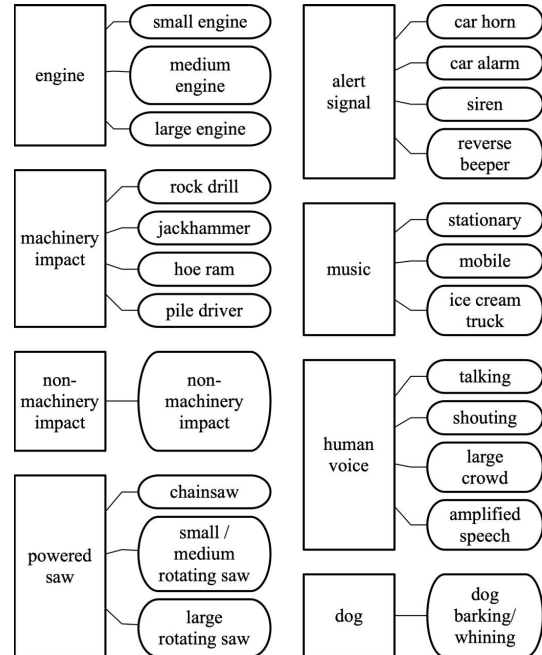 engine
small engine
medium
engine
large engine
machinery
impact
rock drill
jackhammer
hoe ram
pile driver
non-
machinery
impact
non-
machinery
impact
powered
saw
chainsaw
small /
medium
rotating saw
large
rotating saw
alert
signal
car horn
car alarm
siren
reverse
beeper
music
stationary
mobile
ice cream
truck
human
voice
talking
shouting
large
crowd
amplified
speech
dog
dog
barking/
whining